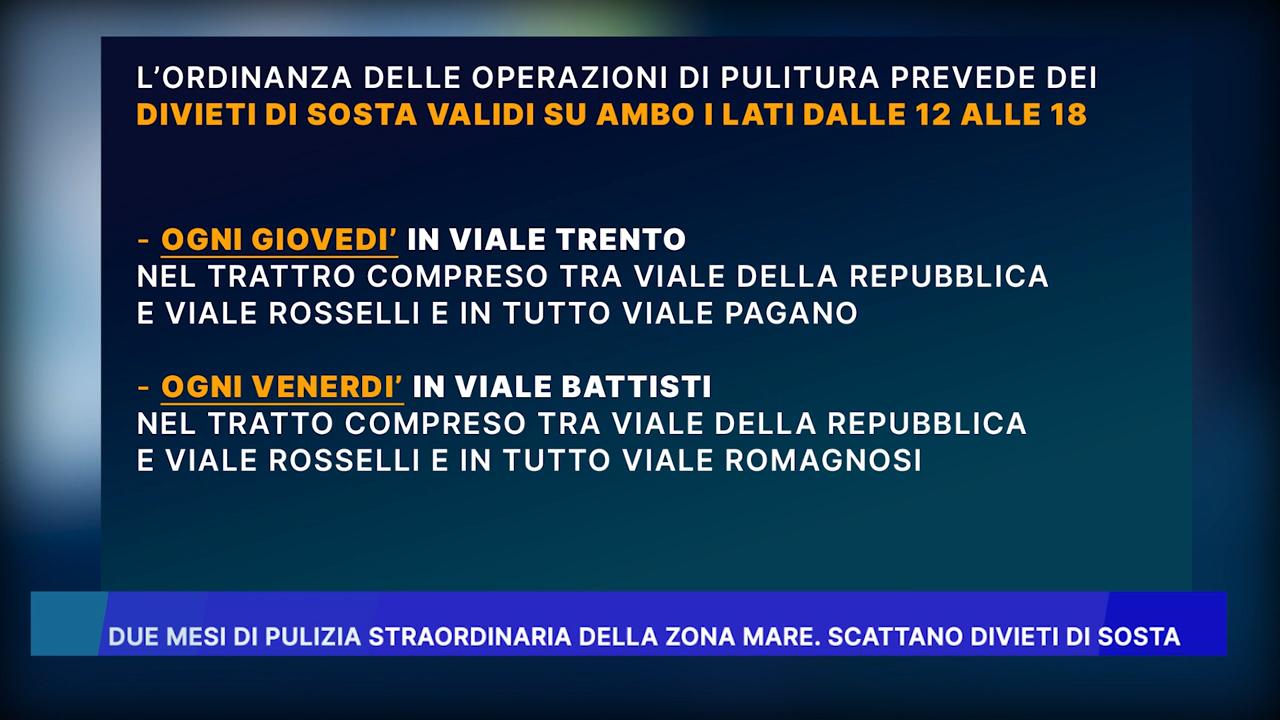 L’ORDINANZA DELLE OPERAZIONI DI PULITURA PREVEDE DEI
DIVIETI DI SOSTA VALIDI SU AMBO I LATI DALLE 12 ALLE 18
- OGNI GIOVEDI’ IN VIALE TRENTO
NEL TRATTRO COMPRESO TRA VIALE DELLA REPUBBLICA
E VIALE ROSSELLI E IN TUTTO VIALE PAGANO
- OGNI VENERDI’ IN VIALE BATTISTI
NEL TRATTO COMPRESO TRA VIALE DELLA REPUBBLICA
E VIALE ROSSELLI E IN TUTTO VIALE ROMAGNOSI
DUE MESI DI PULIZIA STRAORDINARIA DELLA ZONA MARE. SCATTANO DIVIETI DI SOSTA